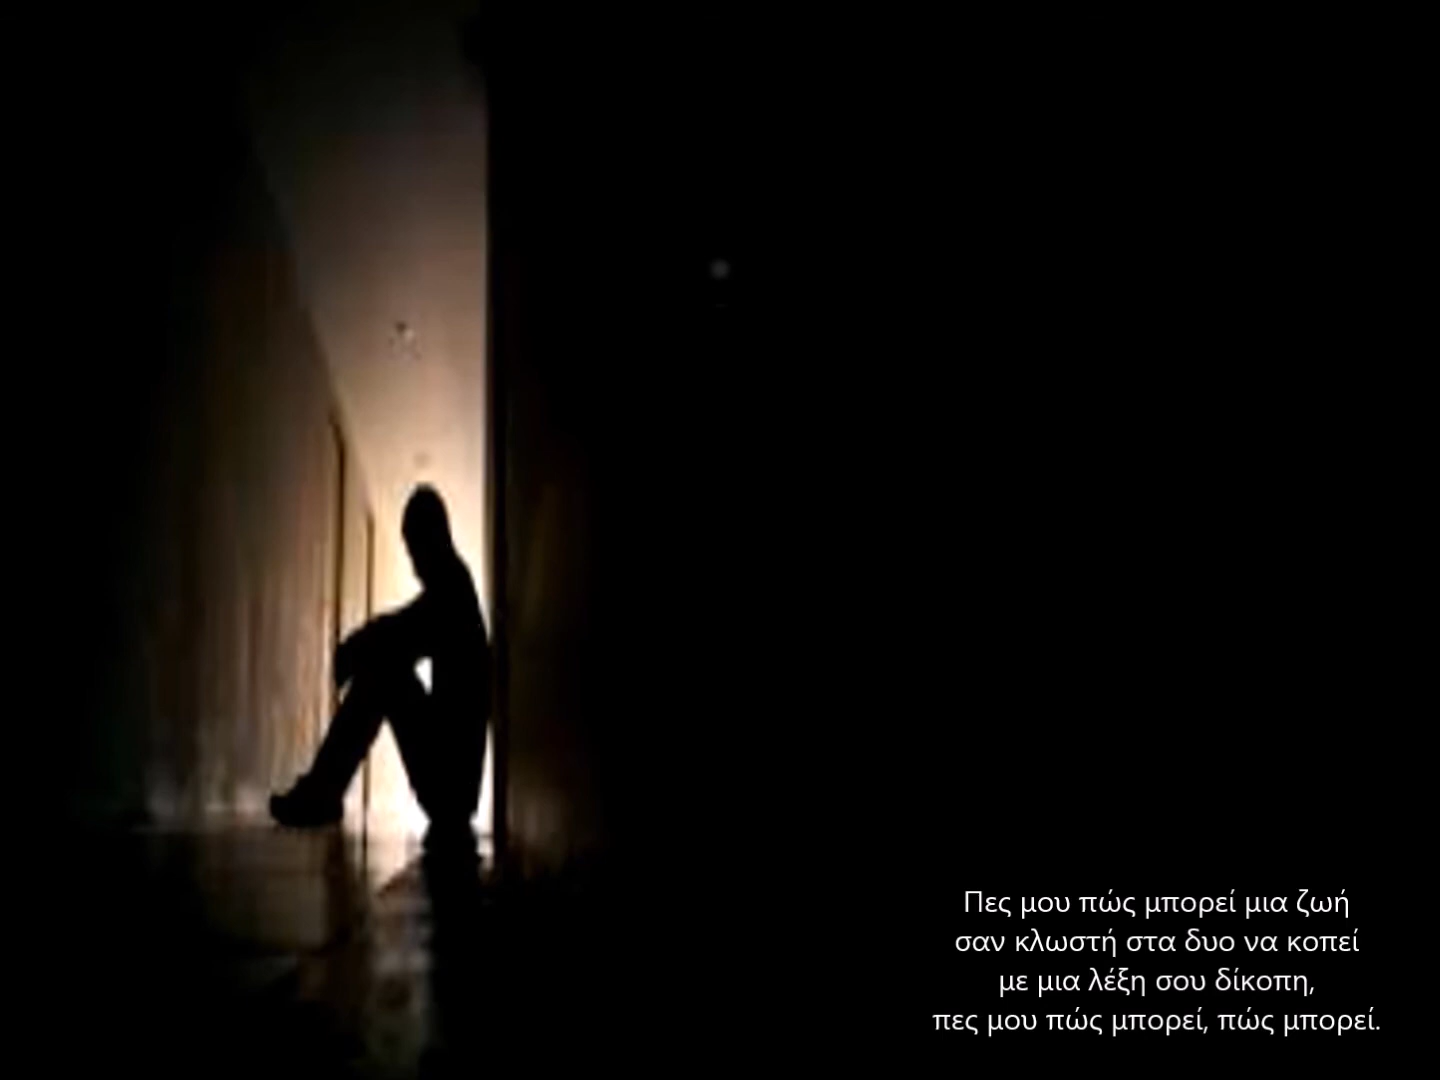 Πες μου πώς μπορεί μια ζωή
σαν κλωστή στα δυο να κοπεί
με μια λέξη σου δίκοπη,
πες μου πώς μπορεί, πώς μπορεί.